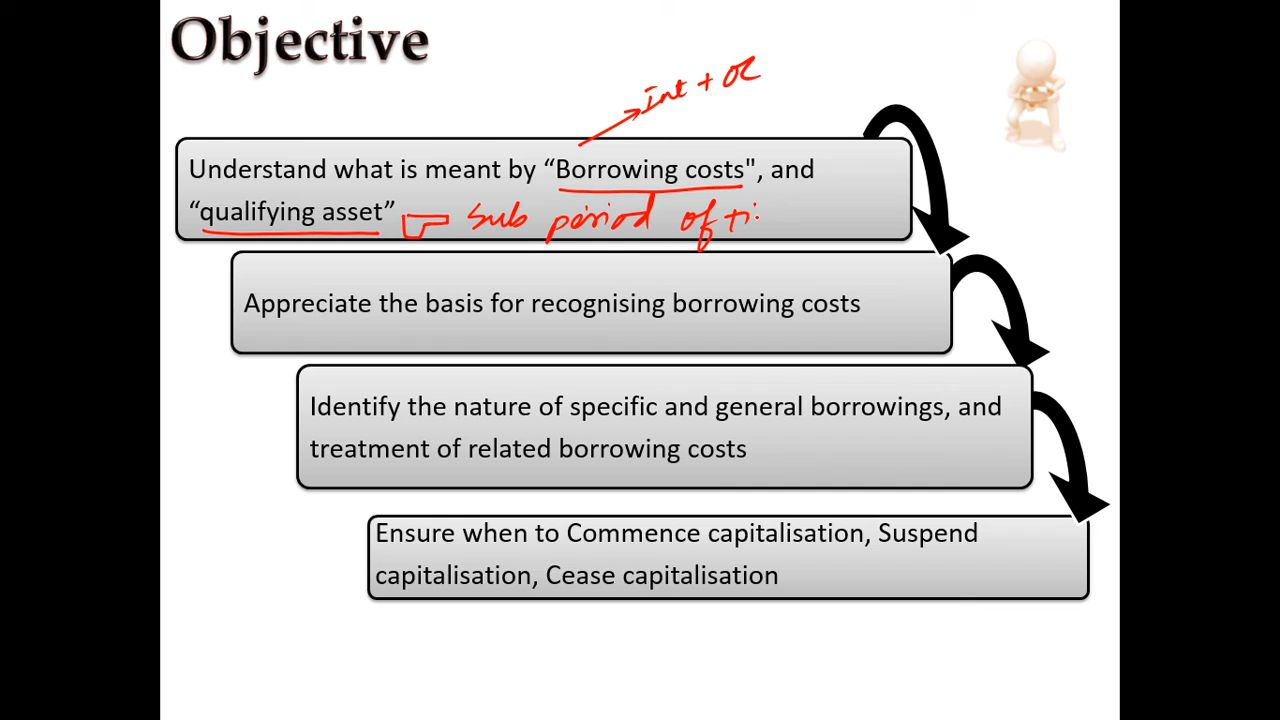 Objective
Int + OC
Understand what is meant by “Borrowing costs", and
“qualifying asset” Sub period of ti
Appreciate the basis for recognising borrowing costs
Identify the nature of specific and general borrowings, and
treatment of related borrowing costs
Ensure when to Commence capitalisation, Suspend
capitalisation, Cease capitalisation